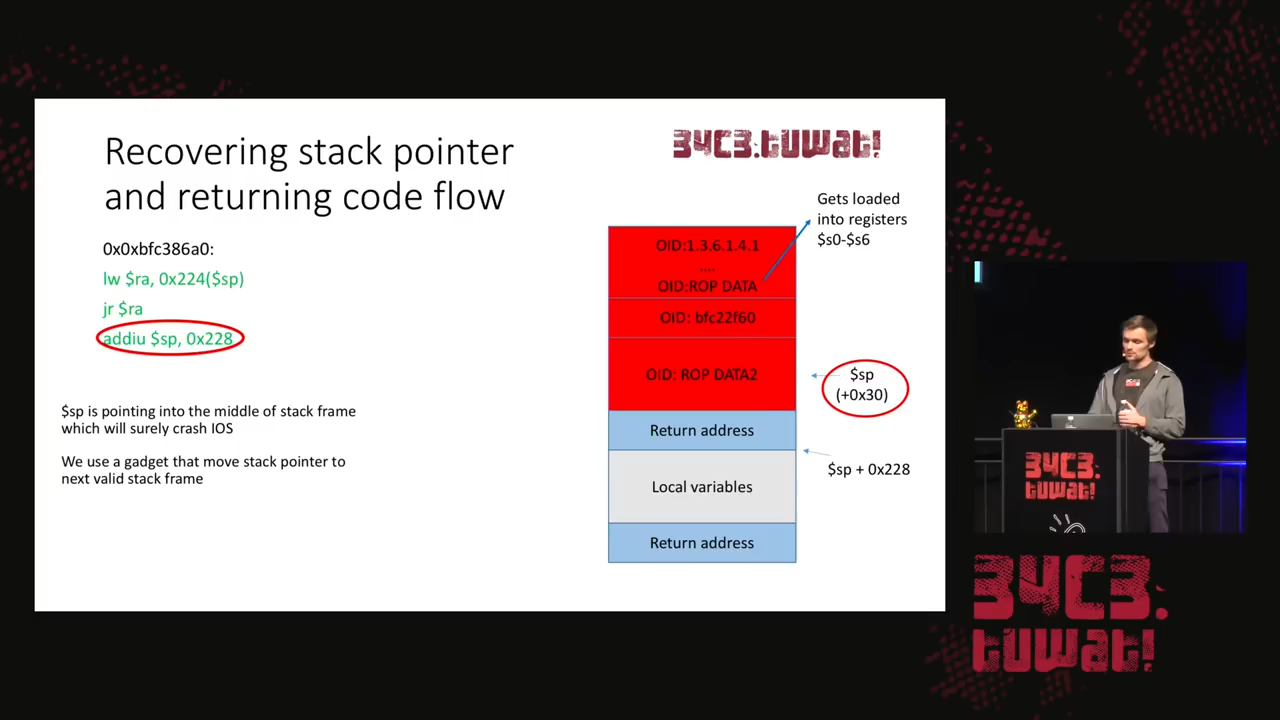 Recovering stack pointer
and returning code flow
34C3.tuwat!
0x0xbfc386a0:
lw $ra, 0x224($sp)
jr $ra
addiu $sp, 0x228
$sp is pointing into the middle of stack frame
which will surely crash IOS
We use a gadget that move stack pointer to
next valid stack frame
Gets loaded
into registers
$s0-$s6
OID:1.3.6.1.4.1
....
OID:ROP DATA
OID: bfc22f60
OID: ROP DATA2
$sp
(+0x30)
Return address
$sp + 0x228
Local variables
Return address
34C3.
tuwat!
34C3.
tuwat!